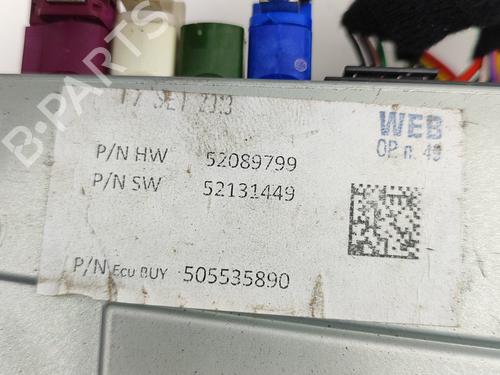 17 SET 2013
WEB
OP n. 49
P/N HW 52089799
P/N SW 52131449
P/N Ecu BUY 505535890
B-PARTS